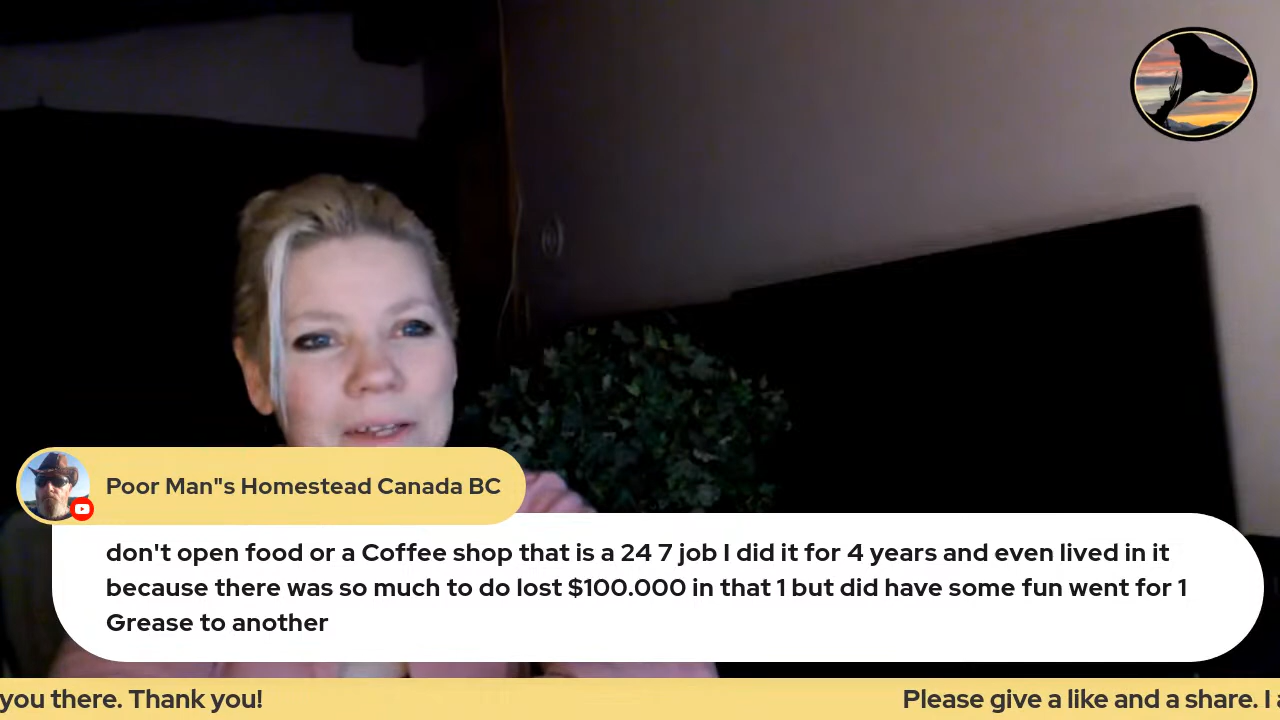 Poor Man"s Homestead Canada BC
don't open food or a Coffee shop that is a 24 7 job I did it for 4 years and even lived in it
because there was so much to do lost $100.000 in that 1 but did have some fun went for 1
Grease to another
you there. Thank you! Please give a like and a share. I a